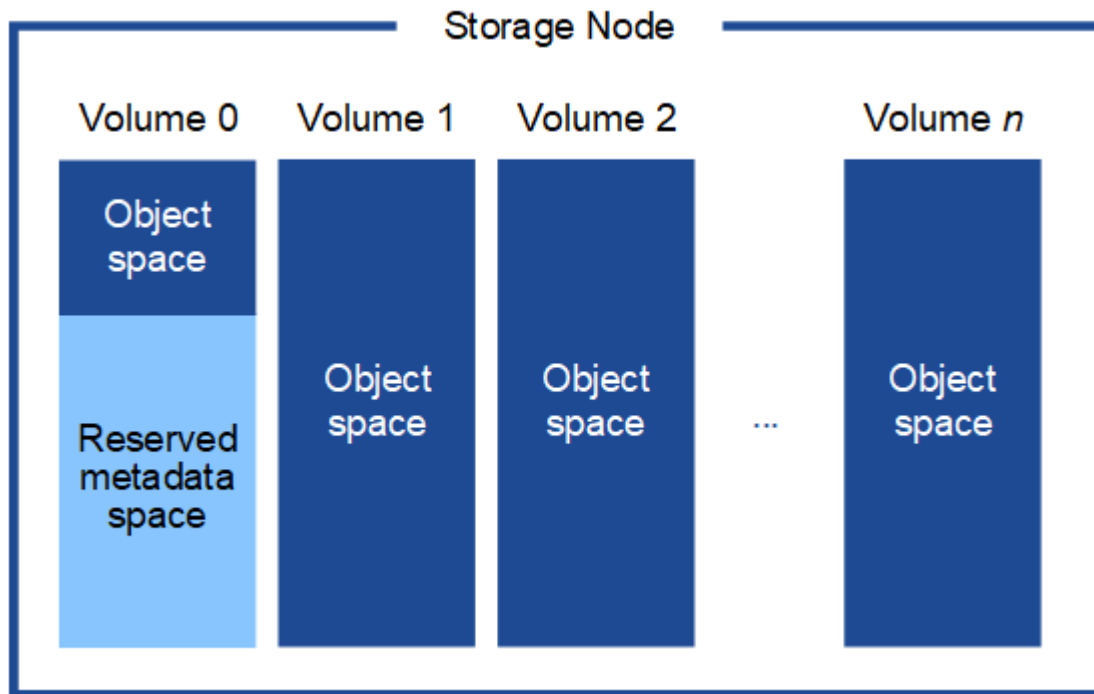 Storage Node
Volume 0
Volume 1
Volume 2
Volume n
Object
space
Reserved
metadata
space
Object
space
Object
space
...
Object
space